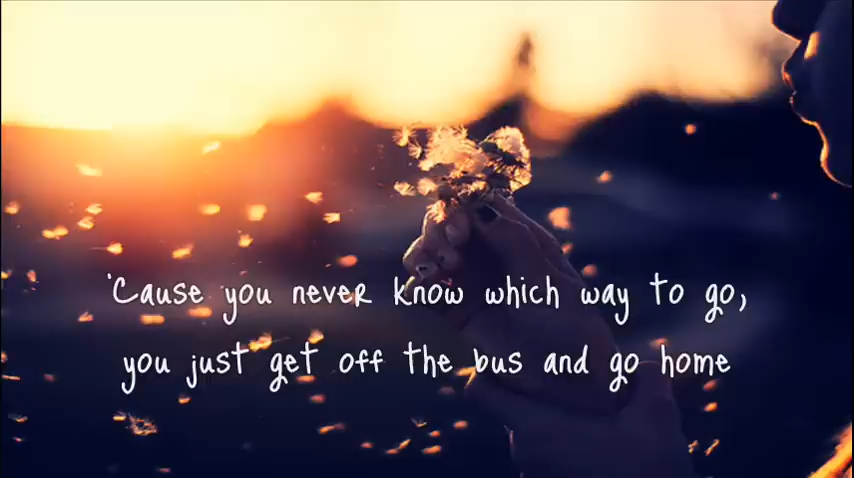 'Cause you never know which way to go,
you just get off the bus and go home